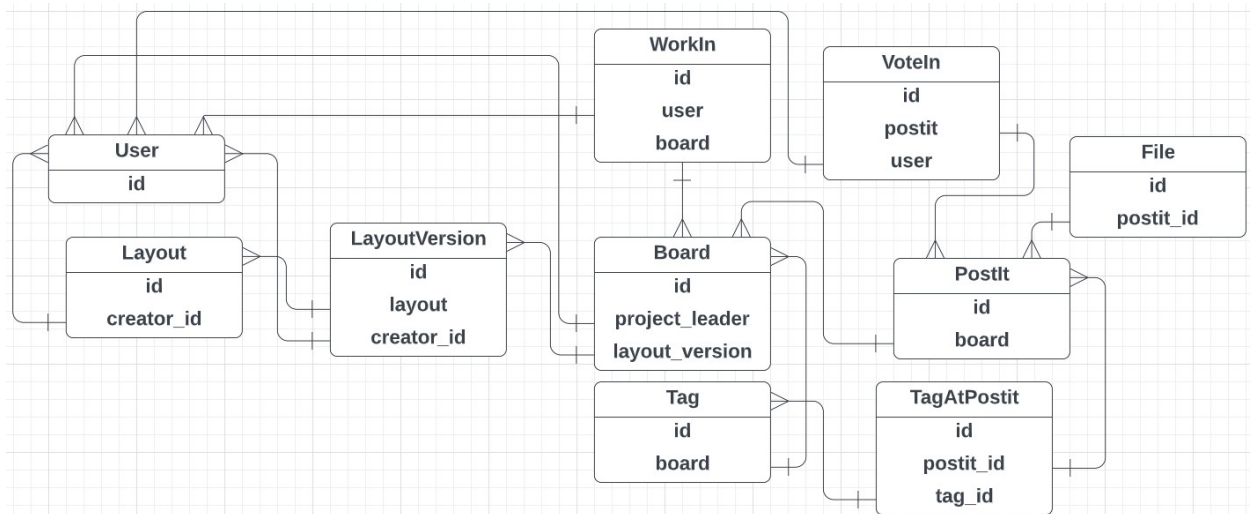 WorkIn
id
user
board
VoteIn
id
postit
user
File
id
postit_id
User
id
Layout
id
creator_id
LayoutVersion
id
layout
creator_id
Board
id
project_leader
layout_version
PostIt
id
board
Tag
id
board
TagAtPostit
id
postit_id
tag_id